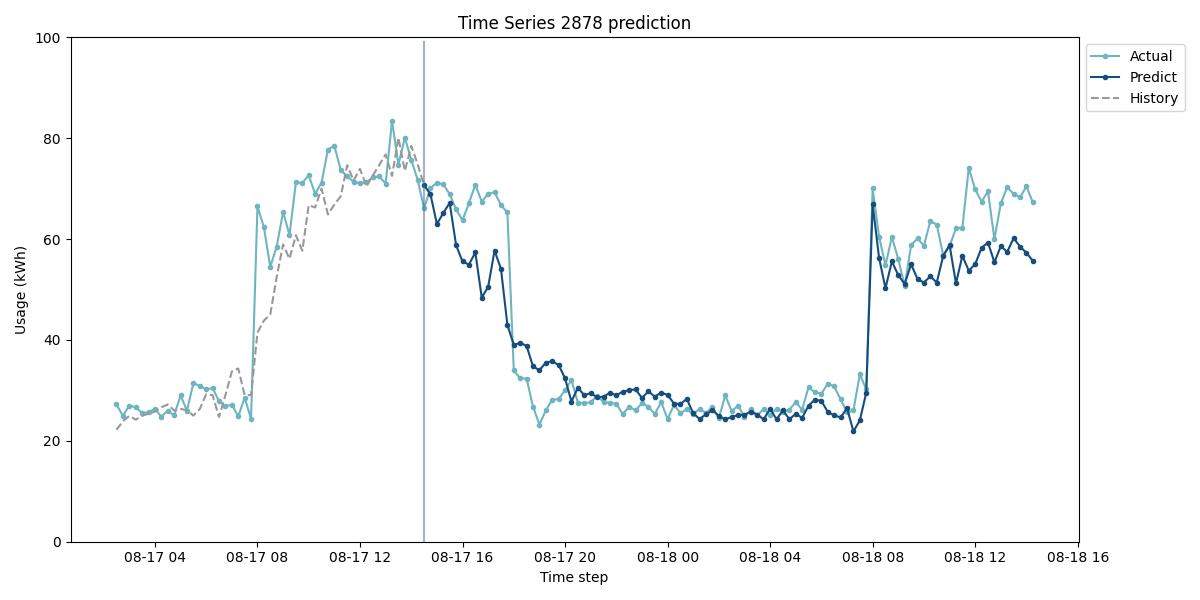 Time Series 2878 prediction
100
80
60
40
20
0
Usage (kWh)
08-17 04
08-17 08
08-17 12
08-17 16
08-17 20
08-18 00
08-18 04
08-18 08
08-18 12
08-18 16
Time step
Actual
Predict
History